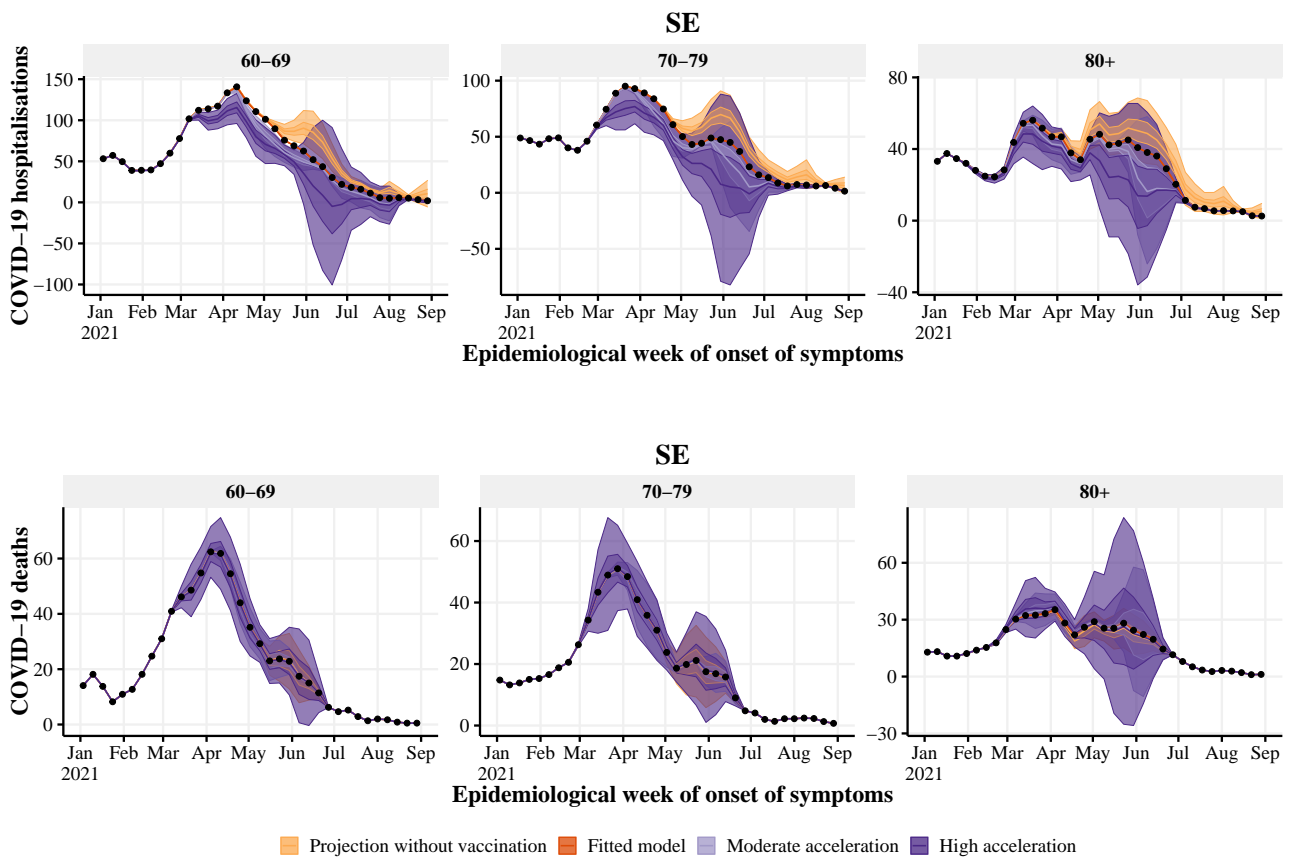 SE
60–69 70–79 80+
COVID–19 hospitalisations
150
100
50
0
−50
−100
100
50
0
−50
80
40
0
−40
Jan Feb Mar Apr May Jun Jul Aug Sep
2021
Jan Feb Mar Apr May Jun Jul Aug Sep
2021
Jan Feb Mar Apr May Jun Jul Aug Sep
2021
Epidemiological week of onset of symptoms
SE
60–69 70–79 80+
COVID–19 deaths
60
40
20
0
60
40
20
0
60
30
0
−30
Jan Feb Mar Apr May Jun Jul Aug Sep
2021
Jan Feb Mar Apr May Jun Jul Aug Sep
2021
Jan Feb Mar Apr May Jun Jul Aug Sep
2021
Epidemiological week of onset of symptoms
Projection without vaccination Fitted model Moderate acceleration High acceleration